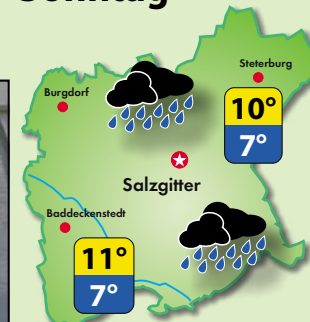 Sonntag
Steterburg
Burgdorf
10°
7°
Salzgitter
Baddeckenstedt
11°
7°